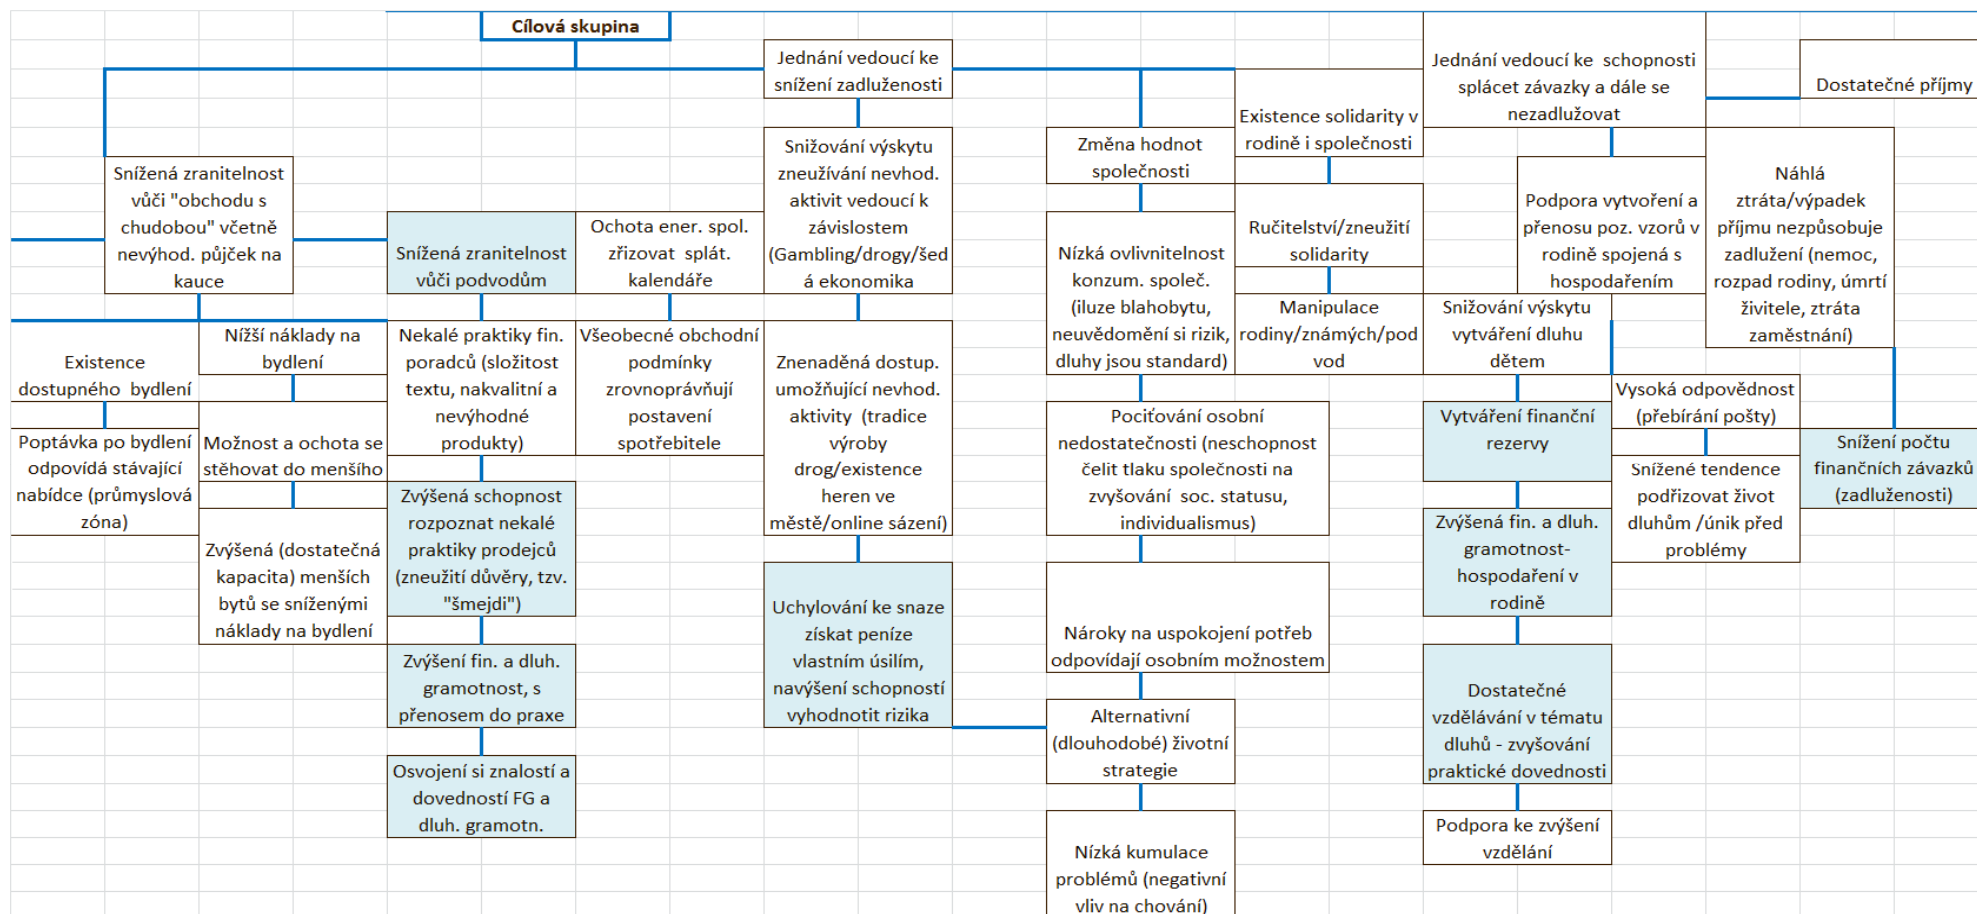 Cílová skupina
Jednání vedoucí ke
snížení zadluženosti
Jednání vedoucí ke  schopnosti
splácet závazky a dále se
nezadlužovat
Dostatečné příjmy
Existence solidarity v
rodině i společnosti
Změna hodnot
společnosti
Snižování výskytu
zneužívání nevhod.
aktivit vedoucí k
závislostem
(Gambling/drogy/šed
á ekonomika
Snížená zranitelnost
vůči "obchodu s
chudobou" včetně
nevýhod. půjček na
kauce
Snížená zranitelnost
vůči podvodům
Ochota ener. spol.
zřizovat  splát.
kalendáře
Nízká ovlivnitelnost
konzum. společ.
(iluze blahobytu,
neuvědomění si rizik,
dluhy jsou standard)
Ručitelství/zneužití
solidarity
Podpora vytvoření a
přenosu poz. vzorů v
rodině spojená s
hospodařením
Náhlá
ztráta/výpadek
příjmu nezpůsobuje
zadlužení (nemoc,
rozpad rodiny, úmrtí
živitele, ztráta
zaměstnání)
Manipulace
rodiny/známých/pod
vod
Snižování výskytu
vytváření dluhu
dětem
Existence
dostupného  bydlení
Nížší náklady na
bydlení
Nekalé praktiky fin.
poradců (složitost
textu, nakvalitní a
nevýhodné
produkty)
Všeobecné obchodní
podmínky
zrovnoprávňují
postavení
spotřebitele
Znenaděná dostup.
umožňující nevhod.
aktivity  (tradice
výroby
drog/existence
heren ve
městě/online sázení)
Pociťování osobní
nedostatečnosti (neschopnost
čelit tlaku společnosti na
zvyšování  soc. statusu,
individualismus)
Vytváření finanční
rezervy
Vysoká odpovědnost
(přebírání pošty)
Snížení počtu
finančních závazků
(zadluženosti)
Poptávka po bydlení
odpovídá stávající
nabídce (průmyslová
zóna)
Možnost a ochota se
stěhovat do menšího
Zvýšená schopnost
rozpoznat nekalé
praktiky prodejců
(zneužití důvěry, tzv.
"šmejdi")
Snížené tendence
podřizovat život
dluhům /únik před
problémy
Zvýšená (dostatečná
kapacita) menších
bytů se sníženými
náklady na bydlení
Zvýšená fin. a dluh.
gramotnost-
hospodaření v
rodině
Uchylování ke snaze
získat peníze
vlastním úsilím,
navýšení schopností
vyhodnotit rizika
Nároky na uspokojení potřeb
odpovídají osobním možnostem
Zvýšení fin. a dluh.
gramotnost, s
přenosem do praxe
Dostatečné
vzdělávání v tématu
dluhů - zvyšování
praktické dovednosti
Alternativní
(dlouhodobé) životní
strategie
Osvojení si znalostí a
dovedností FG a
dluh. gramotn.
Podpora ke zvýšení
vzdělání
Nízká kumulace
problémů (negativní
vliv na chování)